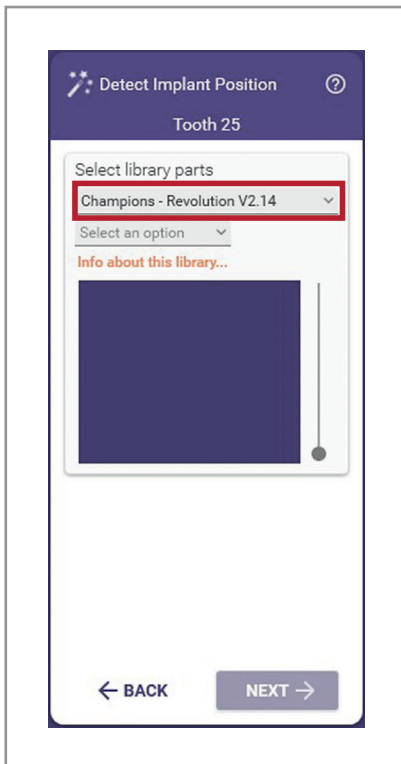 Detect Implant Position
Tooth 25
Select library parts
Champions - Revolution V2.14
Select an option
Info about this library...
BACK
NEXT